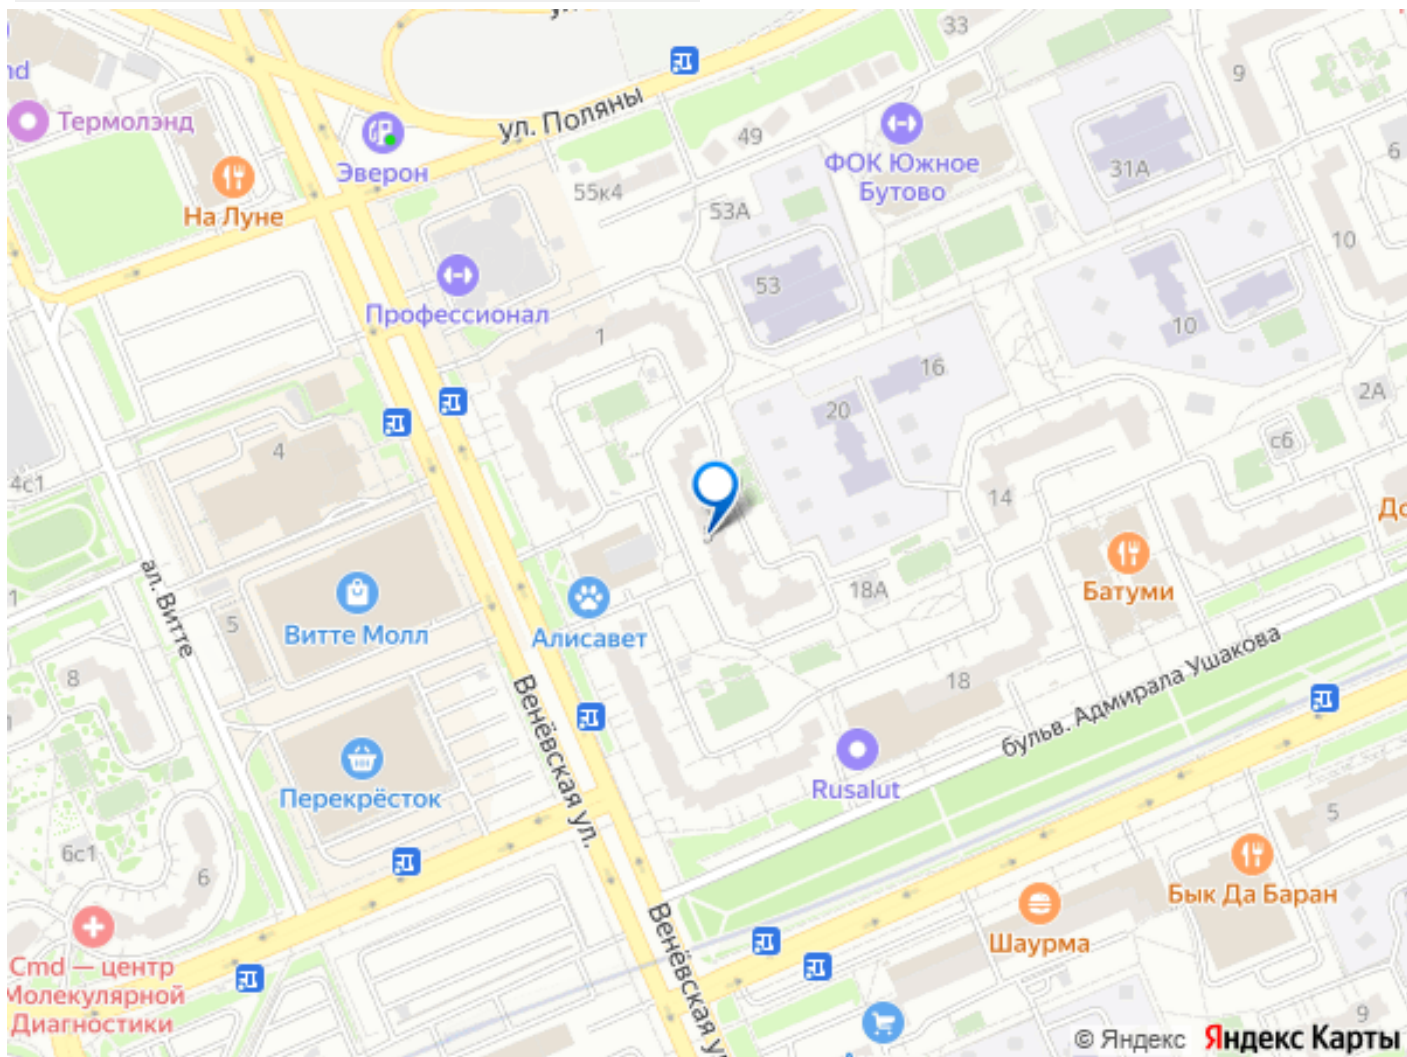 33
9
ул. Поляны
Термолэнд
49
ФОК Южное
Бутово
31А
6
Эверон
На Луне
55к4
53А
10
Профессионал
53
10
1
16
2А
20
4
с6
4с1
14
До
18А
Батуми
ал. Витте
Витте Молл
5
Алисавет
8
18
бульв. Адмирала Ушакова
Венёвская ул.
Rusalut
Перекрёсток
5
6с1
6
Бык Да Баран
Венёвская у
Шаурма
Cmd — центр
Молекулярной
Диагностики
9
© Яндекс Яндекс Карты